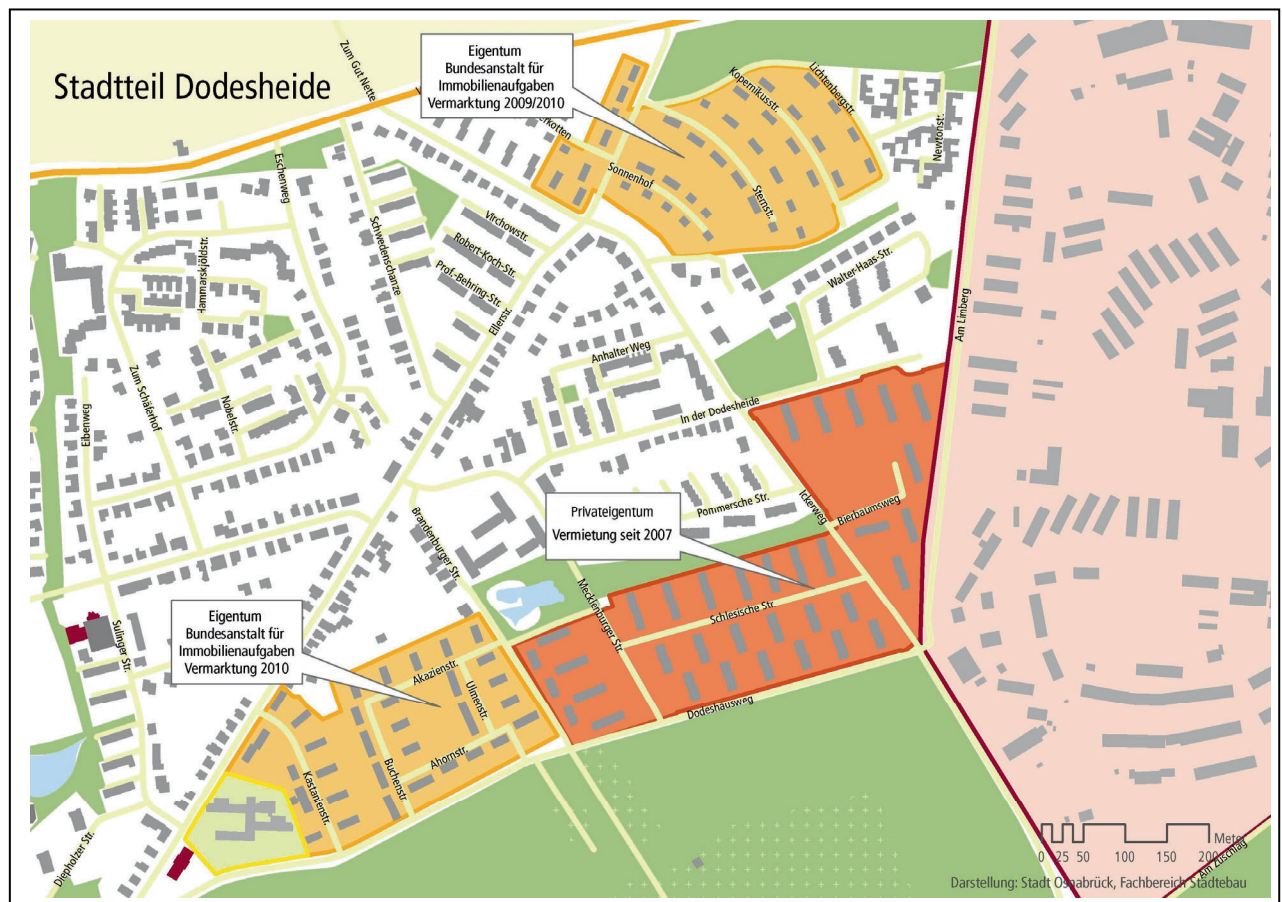 Stadtteil Dodesheide
Eigentum
Bundesanstalt für
Immobilienaufgaben
Vermarktung 2009/2010
Zum Gut Nette
Kopernikusstr.
Lichtenbergstr.
Newtonstr.
Sonnenhof
Sternstr.
Eschenweg
Schwedenschanze
Virchowstr.
Robert-Koch-Str.
Prof.-Behring-Str.
Ellerstr.
Hammarskjöldstr.
Walter-Haas-Str.
Am Limberg
Anhalter Weg
Zum Schäferhof
Nobelstr.
Elbenweg
In der Dodesheide
Pommersche Str.
Ickerweg
Bierbaumsweg
Privateigentum
Vermietung seit 2007
Brandenburger Str.
Mecklenburger Str.
Schlesische Str
Eigentum
Bundesanstalt für
Immobilienaufgaben
Vermarktung 2010
Sulinger Str.
Akazienstr.
Ulmenstr.
Dodeshausweg
Ahornstr.
Buchenstr
Kastanienstr.
Diepholzer Str.
Meter
0 25 50 100 150 200
Am Zuschlag
Darstellung: Stadt Osnabrück, Fachbereich Städtebau